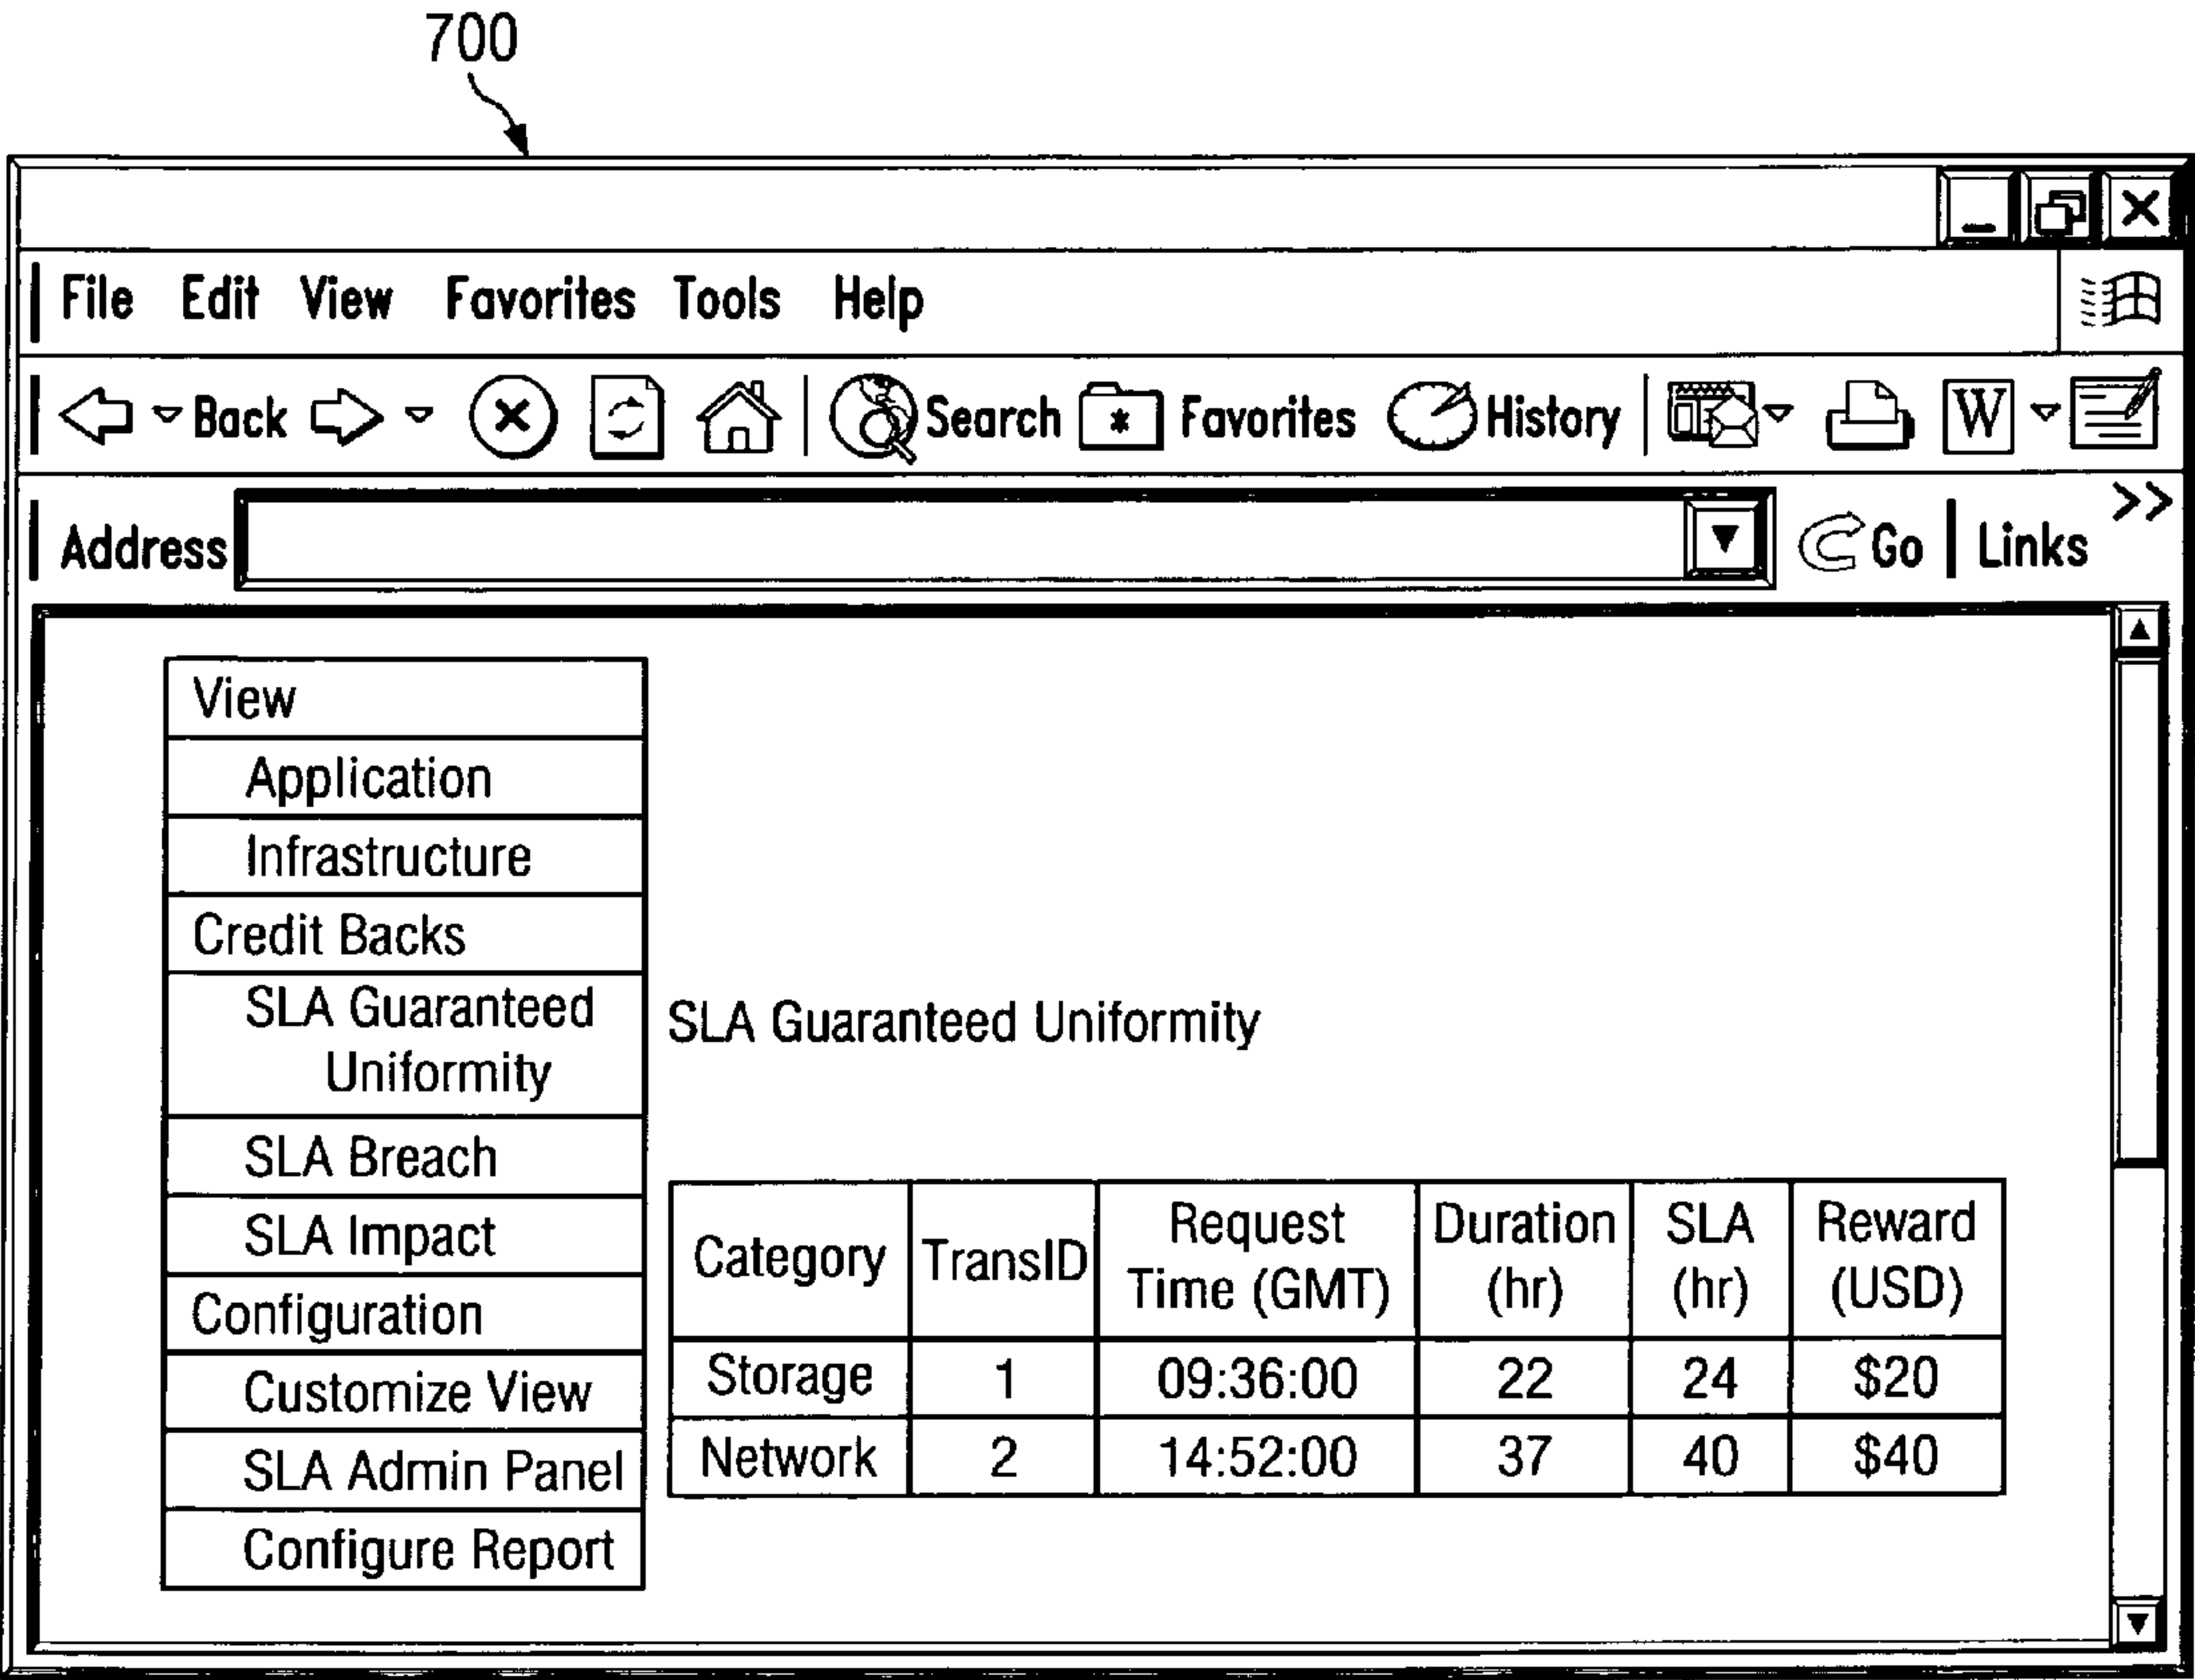 700
File Edit View Favorites Tools Help
Back Search Favorites History W
Address Go Links >>
View
Application
Infrastructure
Credit Backs
SLA Guaranteed
Uniformity
SLA Breach
SLA Impact
Configuration
Customize View
SLA Admin Panel
Configure Report
SLA Guaranteed Uniformity
Category TransID Request Time (GMT) Duration (hr) SLA (hr) Reward (USD)
Storage 1 09:36:00 22 24 $20
Network 2 14:52:00 37 40 $40